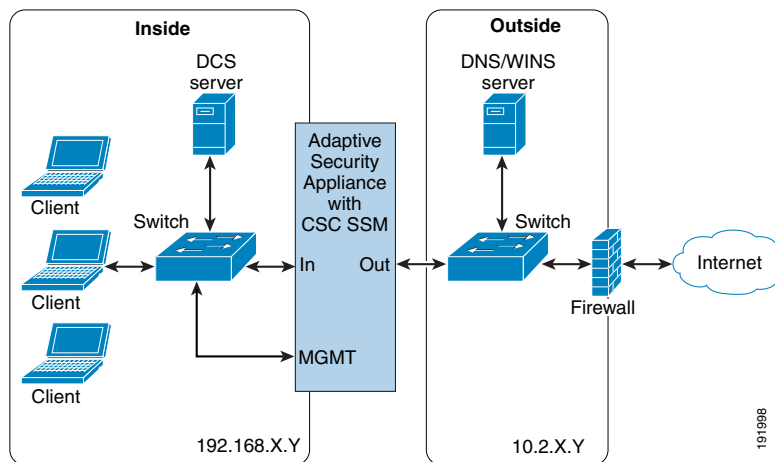 Inside
Outside
DCS
server
DNS/WINS
server
Adaptive
Security
Appliance
with
CSC SSM
Client
Switch
Switch
Client
In
Out
Internet
Firewall
MGMT
Client
192.168.X.Y
10.2.X.Y
191998